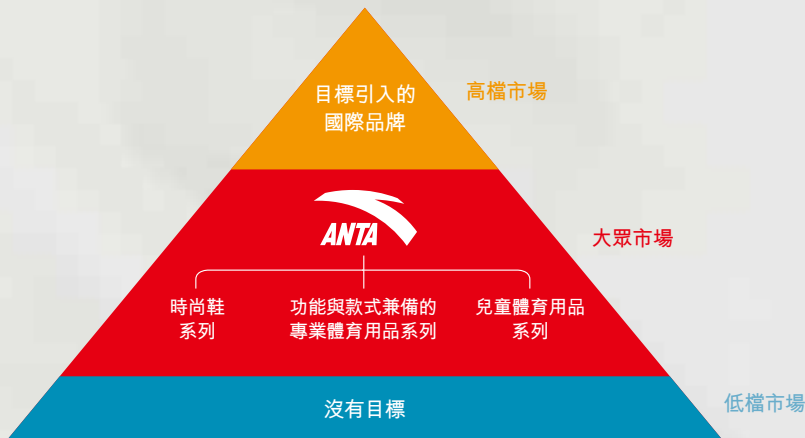 目標引入的
國際品牌
高檔市場
ANTA
大眾市場
時尚鞋
系列
功能與款式兼備的
專業體育用品系列
兒童體育用品
系列
沒有目標
低檔市場